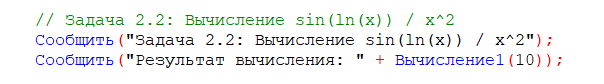 // Задача 2.2: Вычисление sin(ln(x)) / x^2
Сообщить("Задача 2.2: Вычисление sin(ln(x)) / x^2");
Сообщить("Результат вычисления: " + Вычисление1(10));